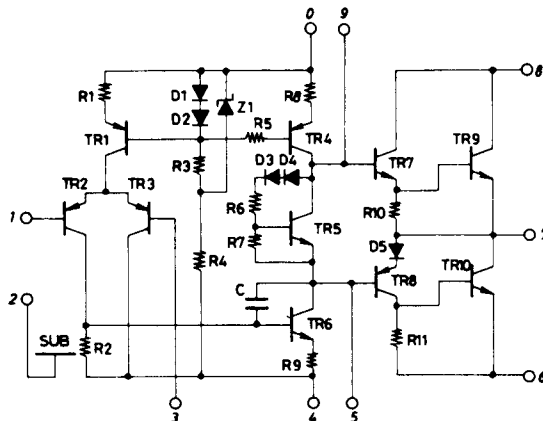 0 9
8
R1 D1 Z1 R8
D2 R5
TR1 TR4 TR7 TR9
R3 D3 D4
TR2 TR3 R6 R10
1 TR5
R7 D5
R4 TR8 TR10
2 C
TR6
SUB R2 R9 R11
6
3 4 5